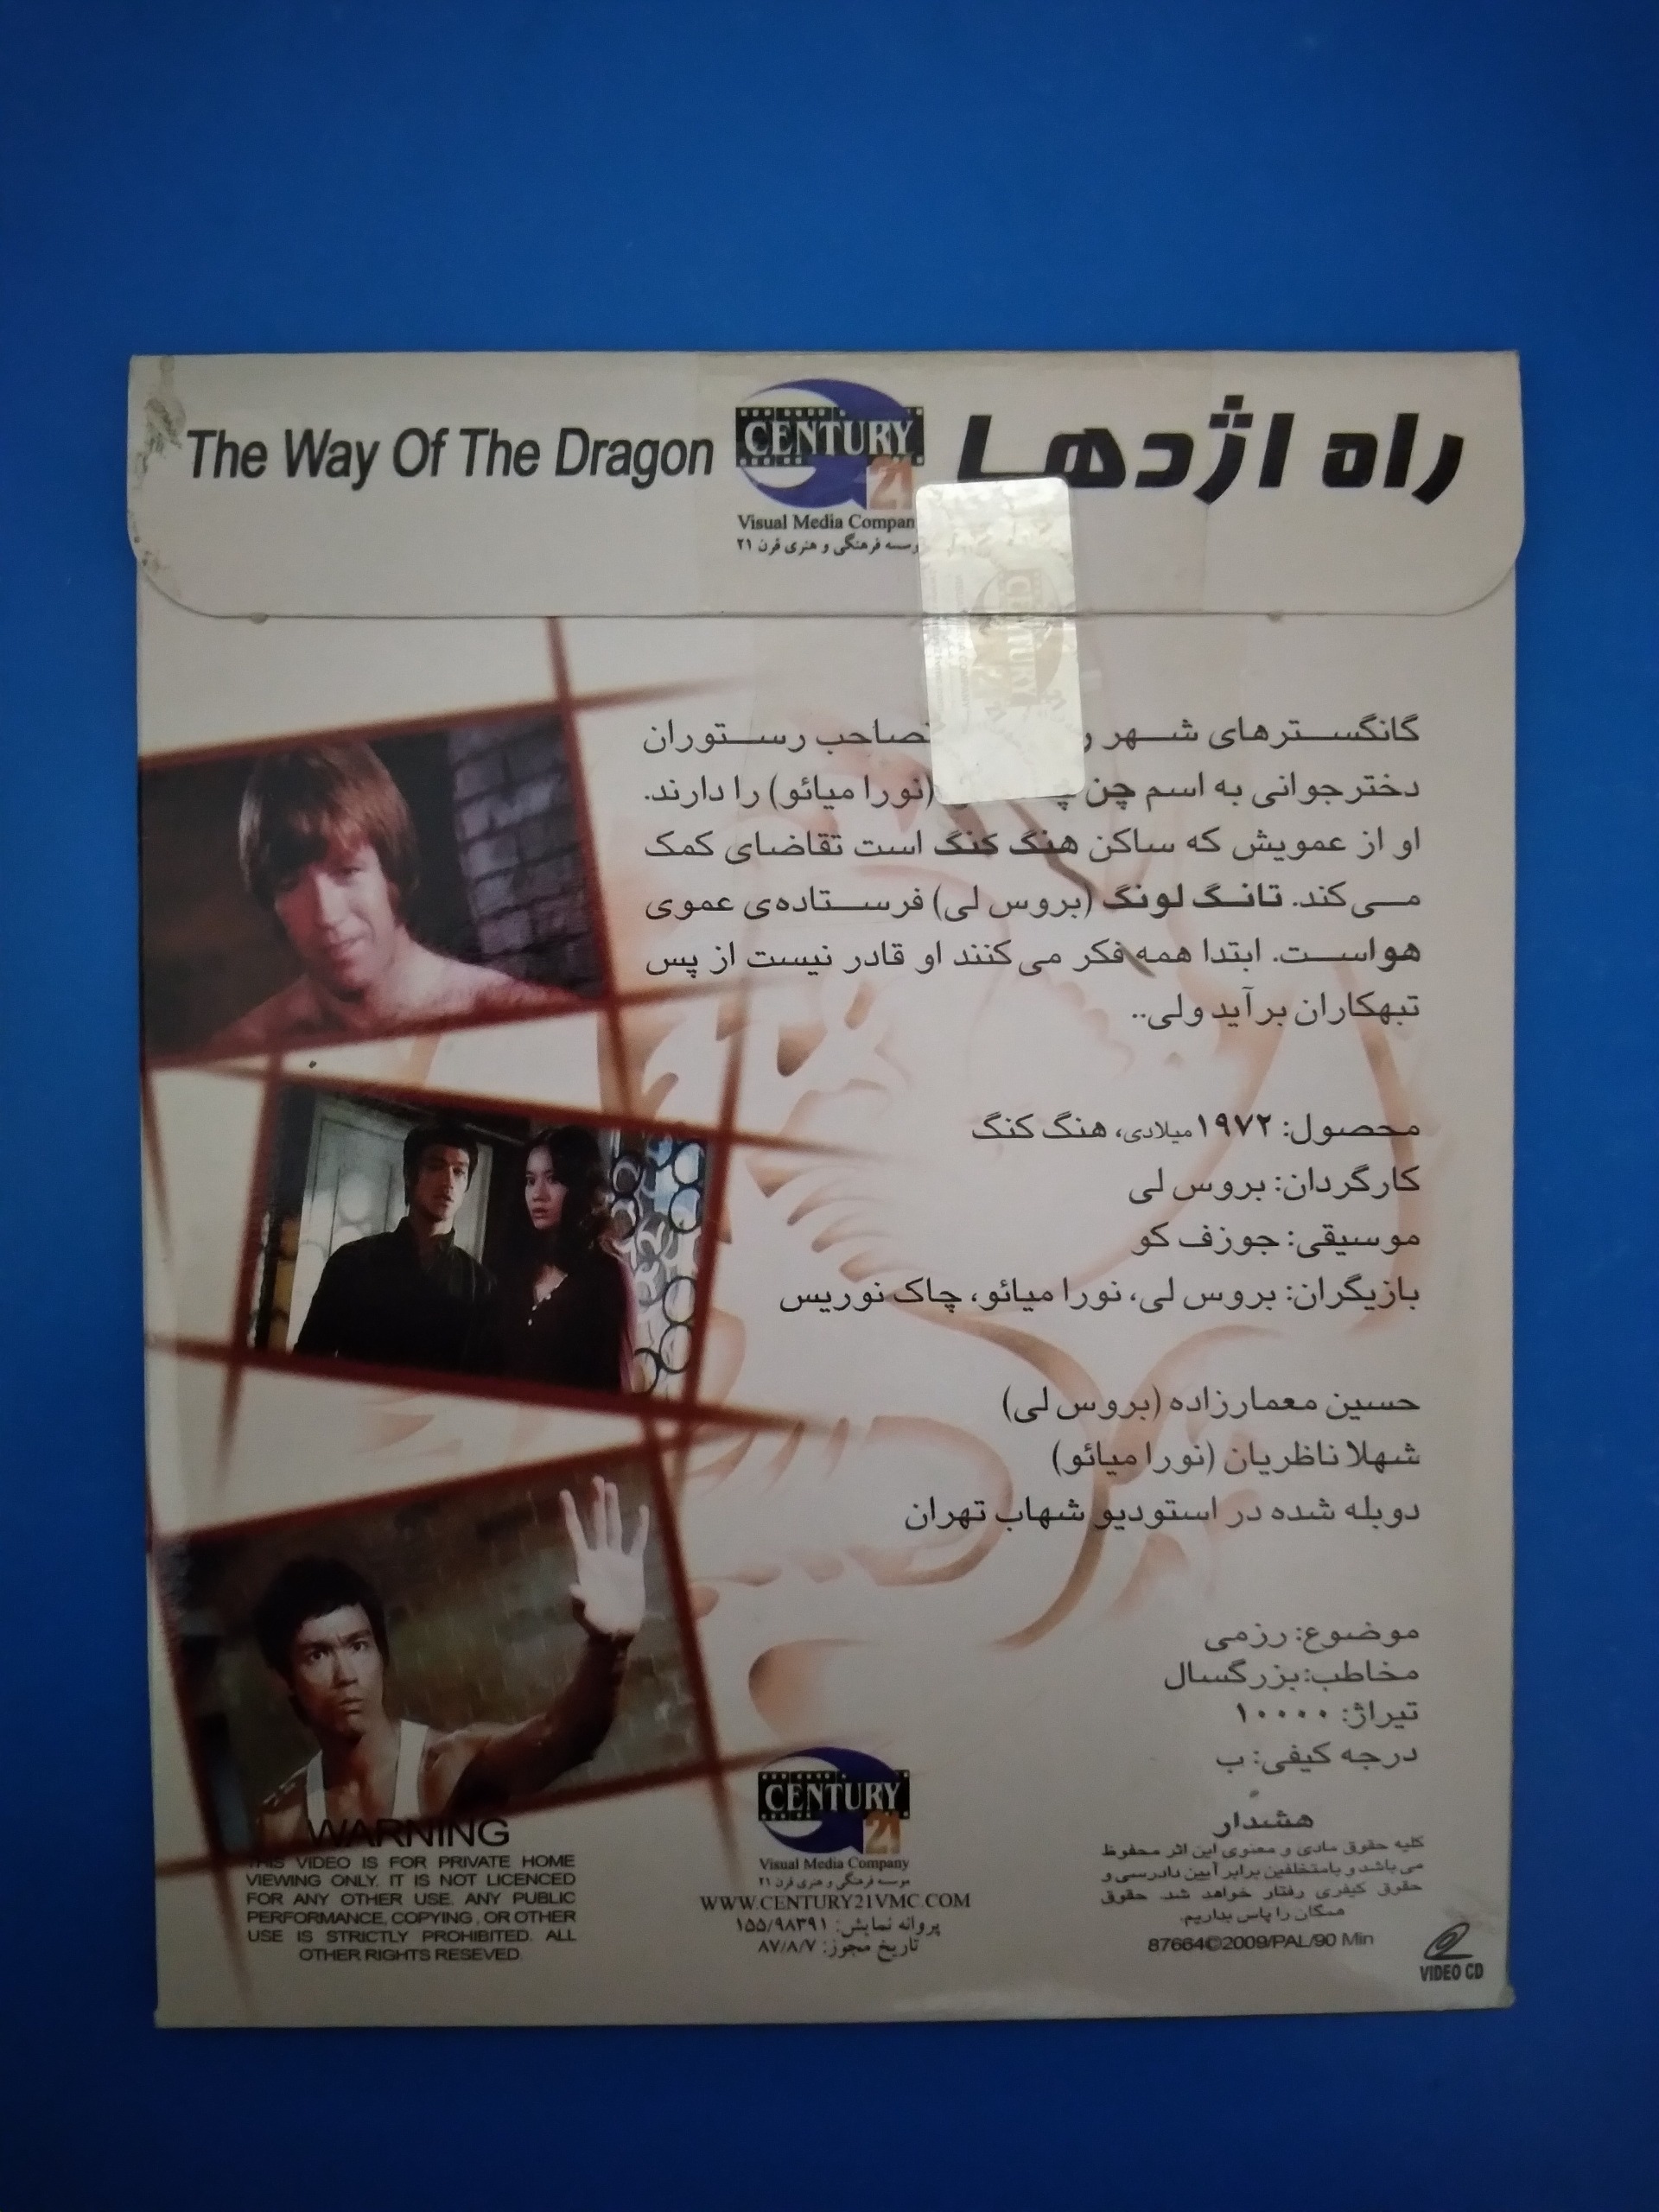 The Way Of The Dragon
CENTURY
21
Visual Media Compan
موسسه فرهنگی و هنری قرن ۲۱
راه اژدها
گانگسترهای شهر صاحب رستوران
دختر جوانی به اسم چن (نورا میائو) را دارند.
او از عمویش که ساکن هنگ کنگ است تقاضای کمک
می‌کند. تانگ لونگ (بروس لی) فرستاده‌ی عموی
هواست. ابتدا همه فکر می‌کنند او قادر نیست از پس
تبهکاران برآید ولی..
محصول: ۱۹۷۲ میلادی، هنگ کنگ
کارگردان: بروس لی
موسیقی: جوزف کو
بازیگران: بروس لی، نورا میائو، چاک نوریس
حسین معمارزاده (بروس لی)
شهلا ناظریان (نورا میائو)
دوبله شده در استودیو شهاب تهران
موضوع: رزمی
مخاطب: بزرگسال
تیراژ: ۱۰۰۰۰
درجه کیفی: ب
هشدار
کلیه حقوق مادی و معنوی این اثر محفوظ
می باشد و بامتخلفین برابر آیین دادرسی و
حقوق کیفری رفتار خواهد شد. حقوق
همگان را پاس بداریم.
87664©2009/PAL/90 Min
VIDEO CD
CENTURY
21
Visual Media Company
موسسه فرهنگی و هنری قرن ۲۱
WWW.CENTURY21VMC.COM
پروانه نمایش: ۱۵۵/۹۸۳۹۱
تاریخ مجوز: ۸۷/۸/۷
WARNING
THIS VIDEO IS FOR PRIVATE HOME
VIEWING ONLY. IT IS NOT LICENCED
FOR ANY OTHER USE. ANY PUBLIC
PERFORMANCE, COPYING , OR OTHER
USE IS STRICTLY PROHIBITED. ALL
OTHER RIGHTS RESEVED.